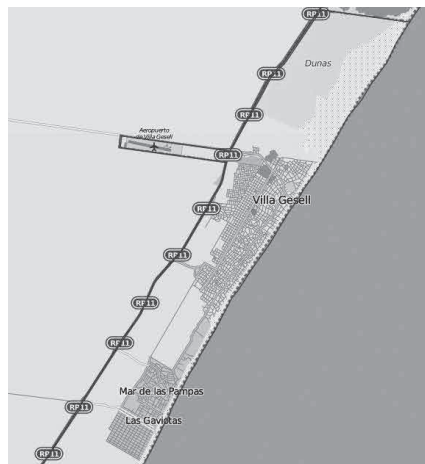 RP11
Dunas
RP11
RP11
Aeropuerto
de Villa Gesell
RP11
Villa Gesell
RP11
RP11
RP11
RP11
Mar de las Pampas
RP11
Las Gaviotas
RP11